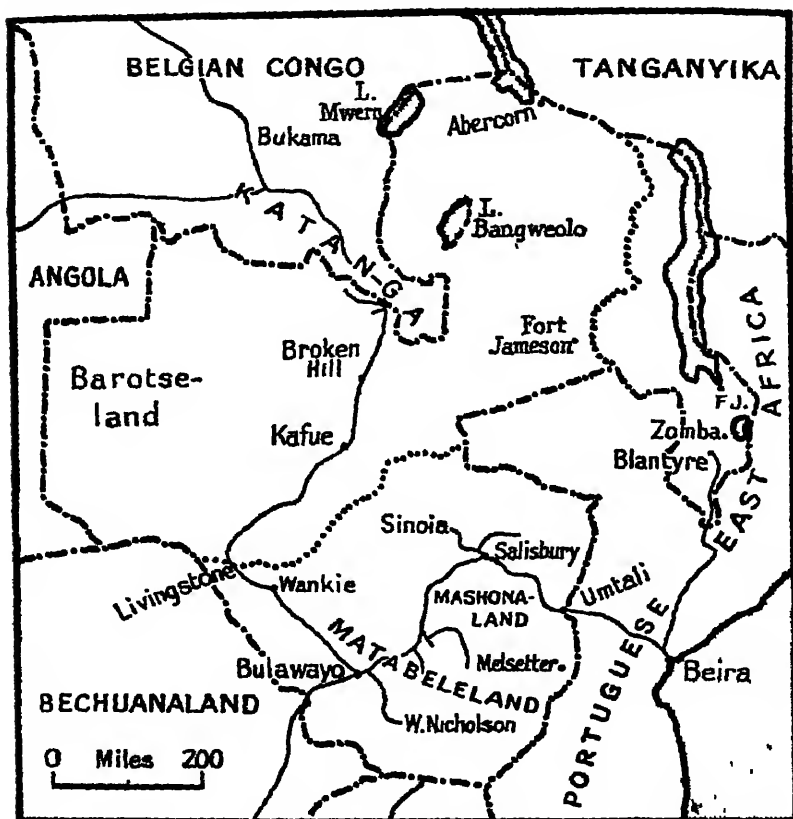 BELGIAN CONGO
TANGANYIKA
L.
Mweru
Abercorn
Bukama
KATANGA
L.
Bangweolo
ANGOLA
Fort
Jameson
Broken
Hill
Barotse-
land
F.J.
Zomba
Kafue
Blantyre
PORTUGUESE EAST AFRICA
Sinoia
Salisbury
Livingstone
Wankie
MASHONA-
LAND
Umtali
MATABELELAND
Melsetter
Bulawayo
Beira
BECHUANALAND
W. Nicholson
0 Miles 200